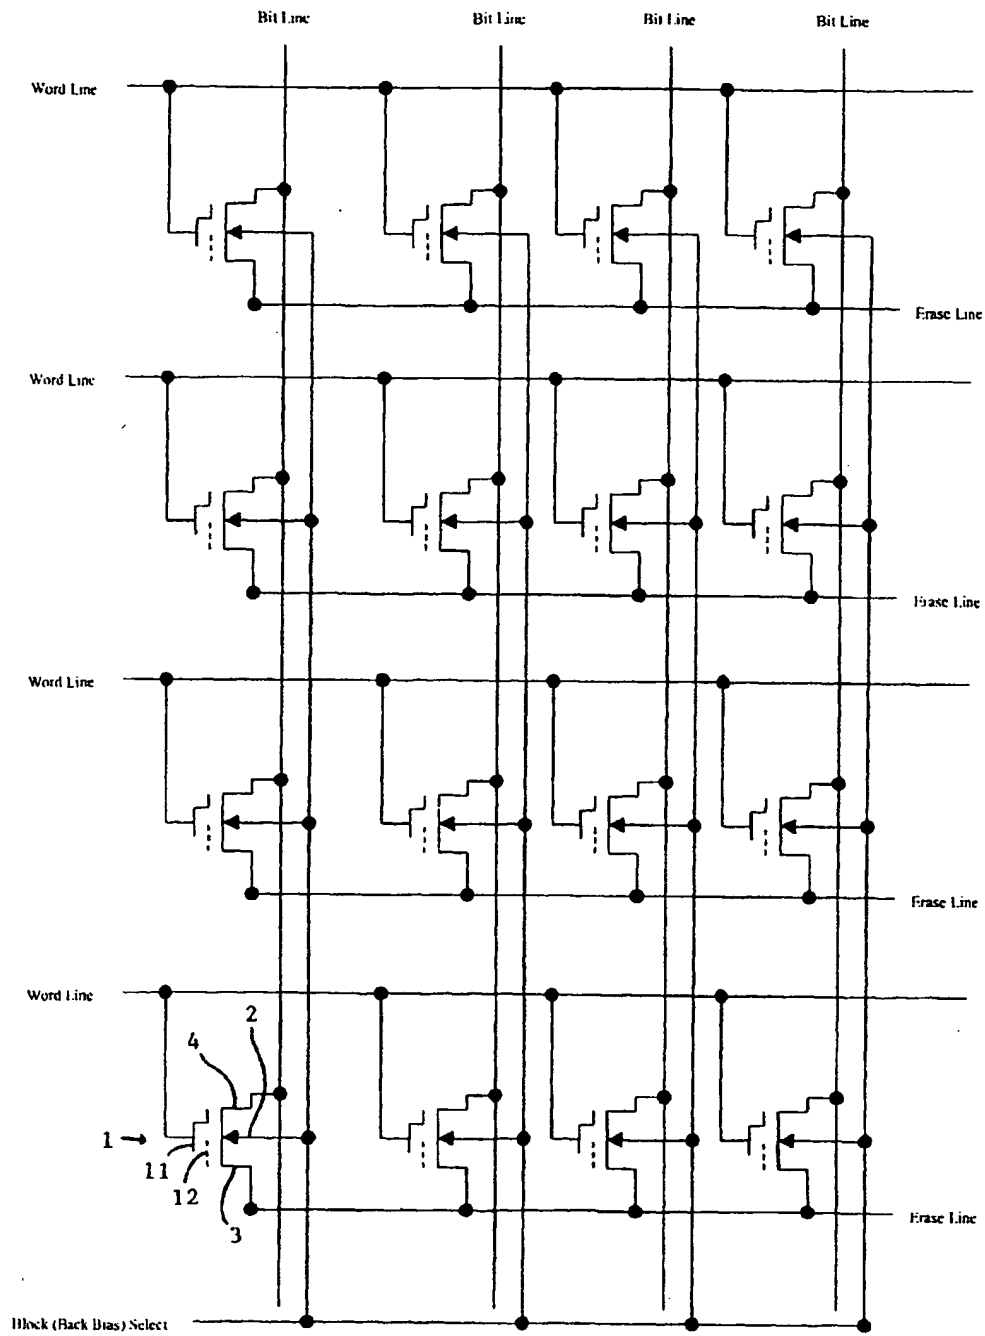 Bit Line
Bit Line
Bit Line
Bit Line
Word Line
Erase Line
Word Line
Erase Line
Word Line
Erase Line
Word Line
2
4
1
11
12
3
Erase Line
Block (Back Bias) Select